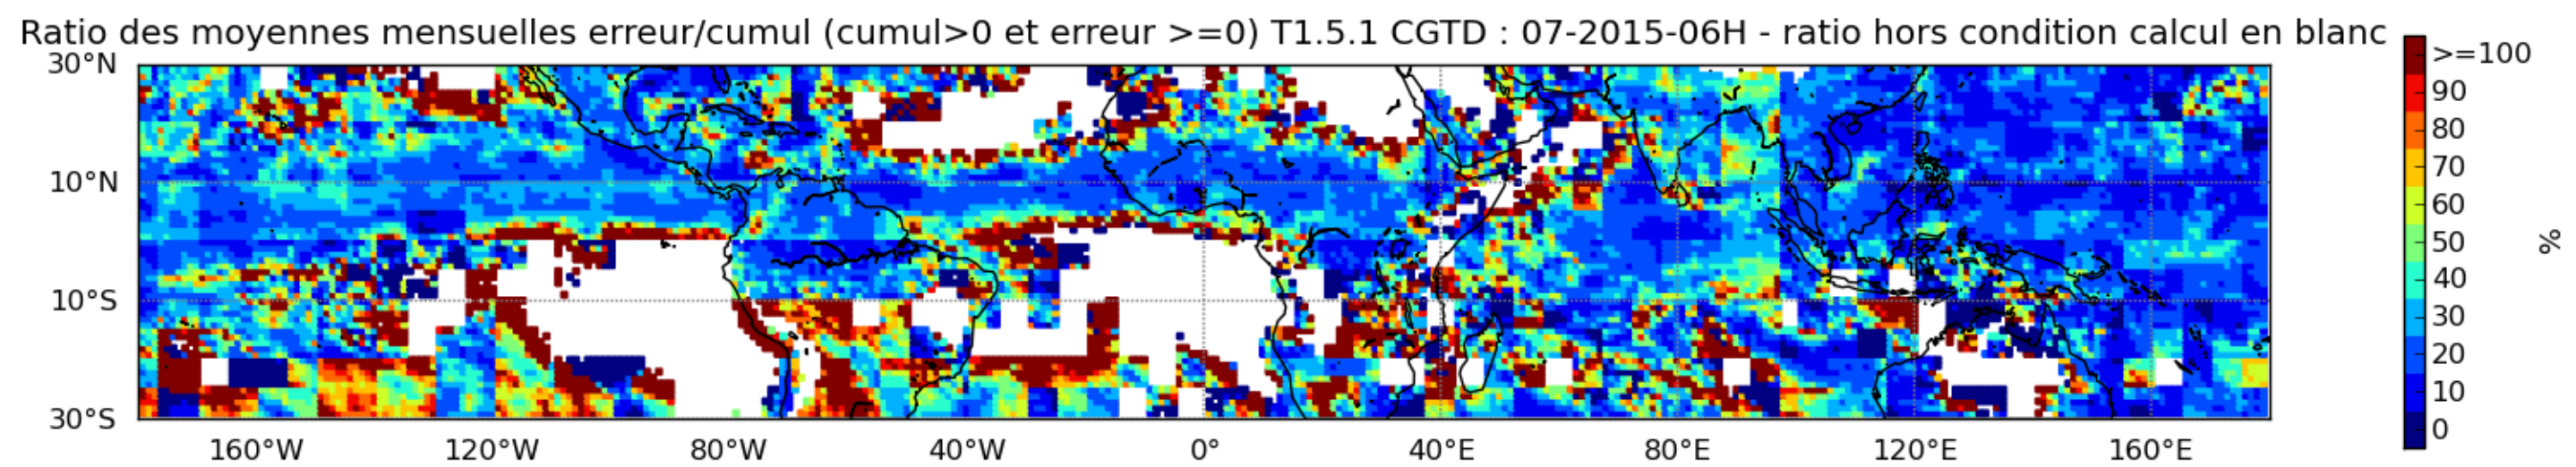 Ratio des moyennes mensuelles erreur/cumul (cumul>0 et erreur >=0) T1.5.1 CGTD : 07-2015-06H - ratio hors condition calcul en blanc
30°N
10°N
10°S
30°S
160°W 120°W 80°W 40°W 0° 40°E 80°E 120°E 160°E
>=100
90
80
70
60
50
40
30
20
10
0
%